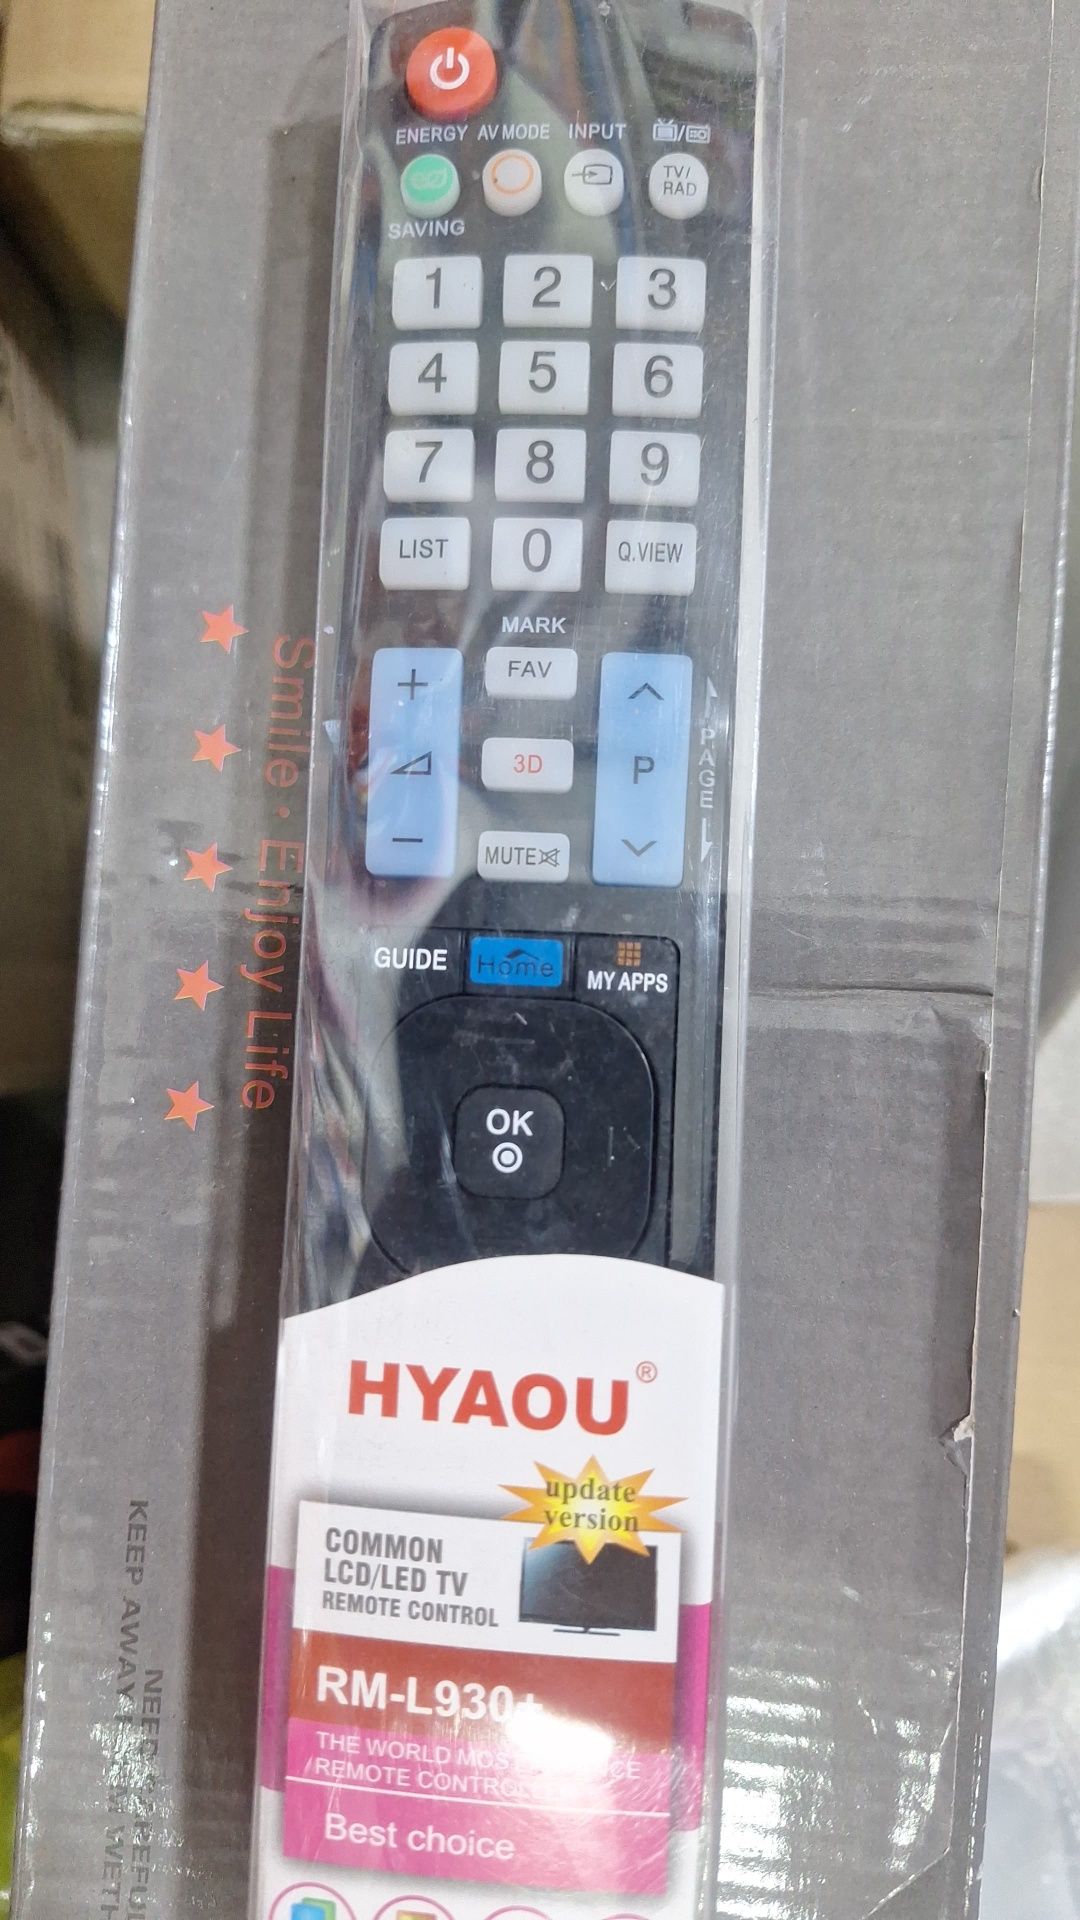 ENERGY AV MODE INPUT
TV/
RAD
SAVING
1 2 3
4 5 6
7 8 9
LIST 0 Q.VIEW
MARK
FAV
+
3D
P
PAGE
−
MUTE
GUIDE Home MY APPS
OK
Smile · Enjoy Life
HYAOU®
update
version
COMMON
LCD/LED TV
REMOTE CONTROL
RM-L930+
THE WORLD
/REMOTE
Best choice
KEEP AWAY